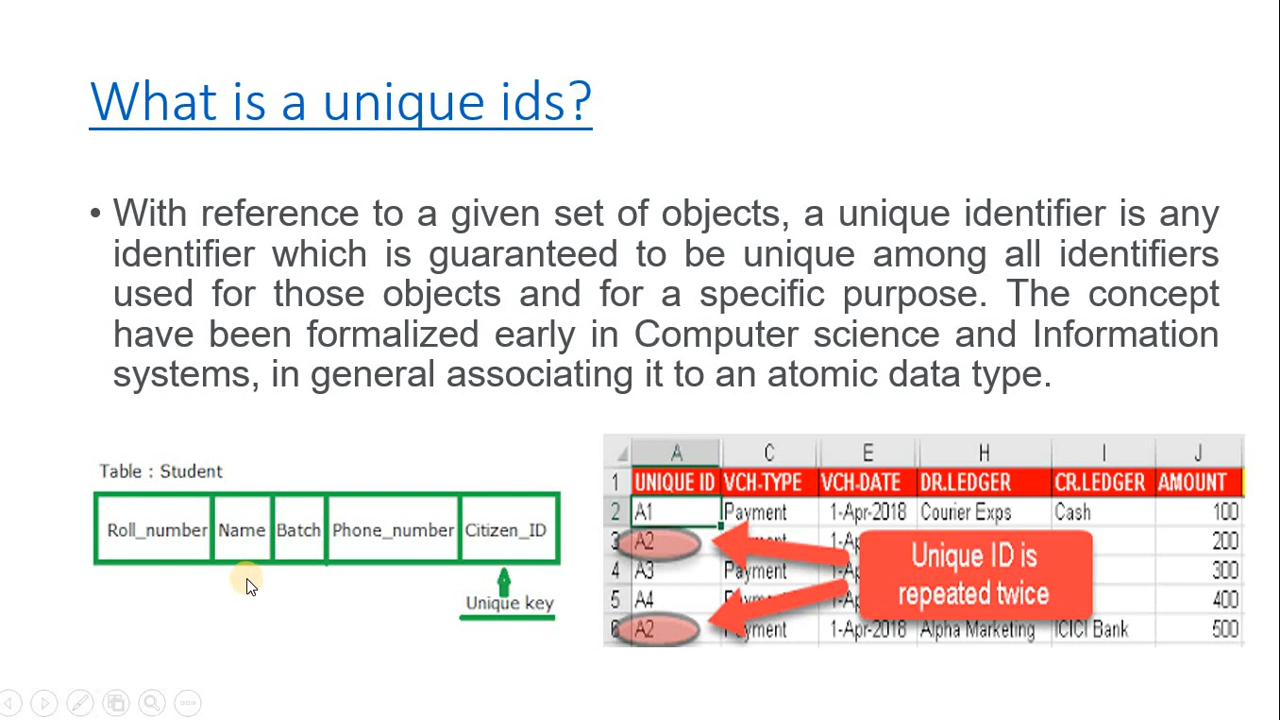 What is a unique ids?
• With reference to a given set of objects, a unique identifier is any
identifier which is guaranteed to be unique among all identifiers
used for those objects and for a specific purpose. The concept
have been formalized early in Computer science and Information
systems, in general associating it to an atomic data type.
Table : Student
Roll_number Name Batch Phone_number Citizen_ID
Unique key
A C E H I J
1 UNIQUE ID VCH-TYPE VCH-DATE DR.LEDGER CR.LEDGER AMOUNT
2 A1 Payment 1-Apr-2018 Courier Exps Cash 100
3 A2 200
4 A3 Payment 300
5 A4 400
6 A2 Payment 1-Apr-2018 Alpha Marketing ICICI Bank 500
Unique ID is
repeated twice